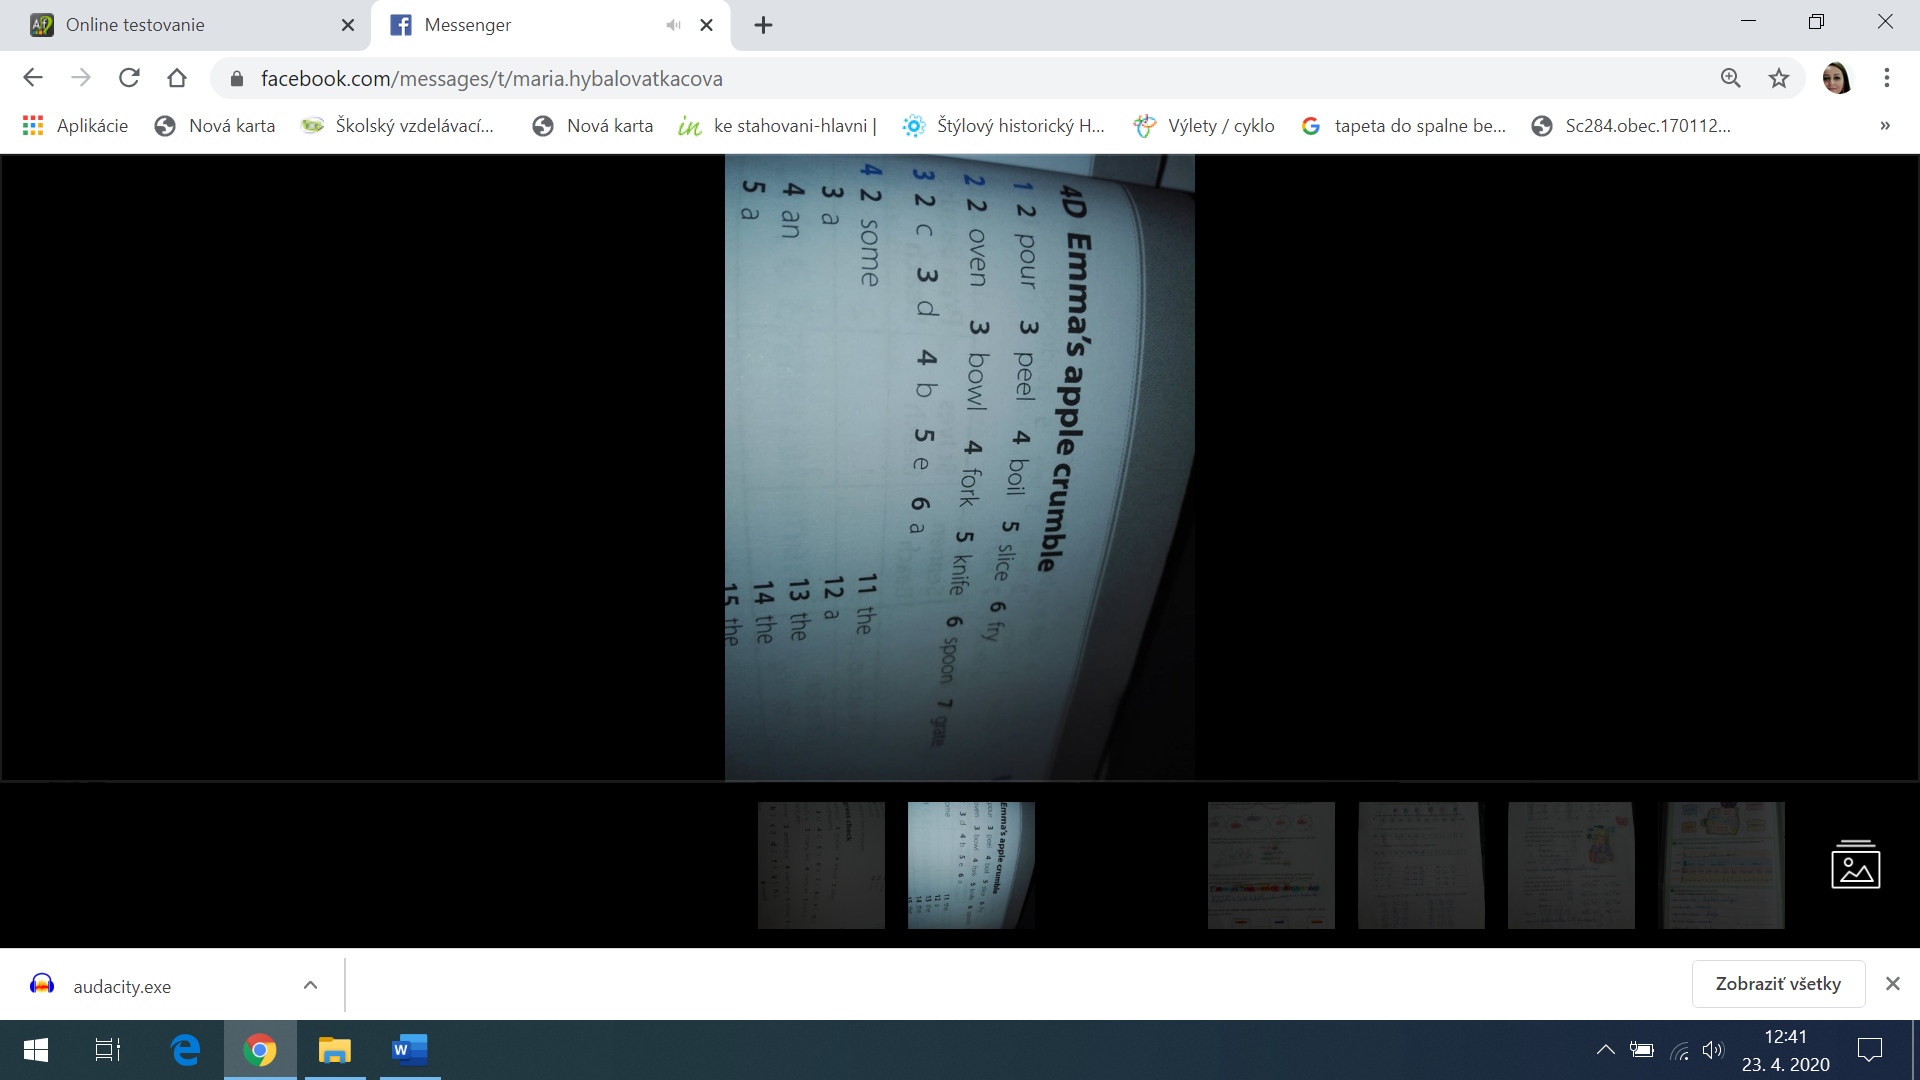 Online testovanie
Messenger
facebook.com/messages/t/maria.hybalovatkacova
Aplikácie
Nová karta
Školský vzdelávací...
Nová karta
in ke stahovani-hlavni |
Štýlový historický H...
Výlety / cyklo
tapeta do spalne be...
Sc284.obec.170112...
»
4D Emma's apple crumble
1 2 pour 3 peel 4 boil 5 slice 6 fry
2 2 oven 3 bowl 4 fork 5 knife 6 spoon 7 grate
3 2 c 3 d 4 b 5 e 6 a
4 2 some 11 the
3 a 12 a
4 an 13 the
5 a 14 the
15 the
audacity.exe
Zobraziť všetky
12:41
23. 4. 2020